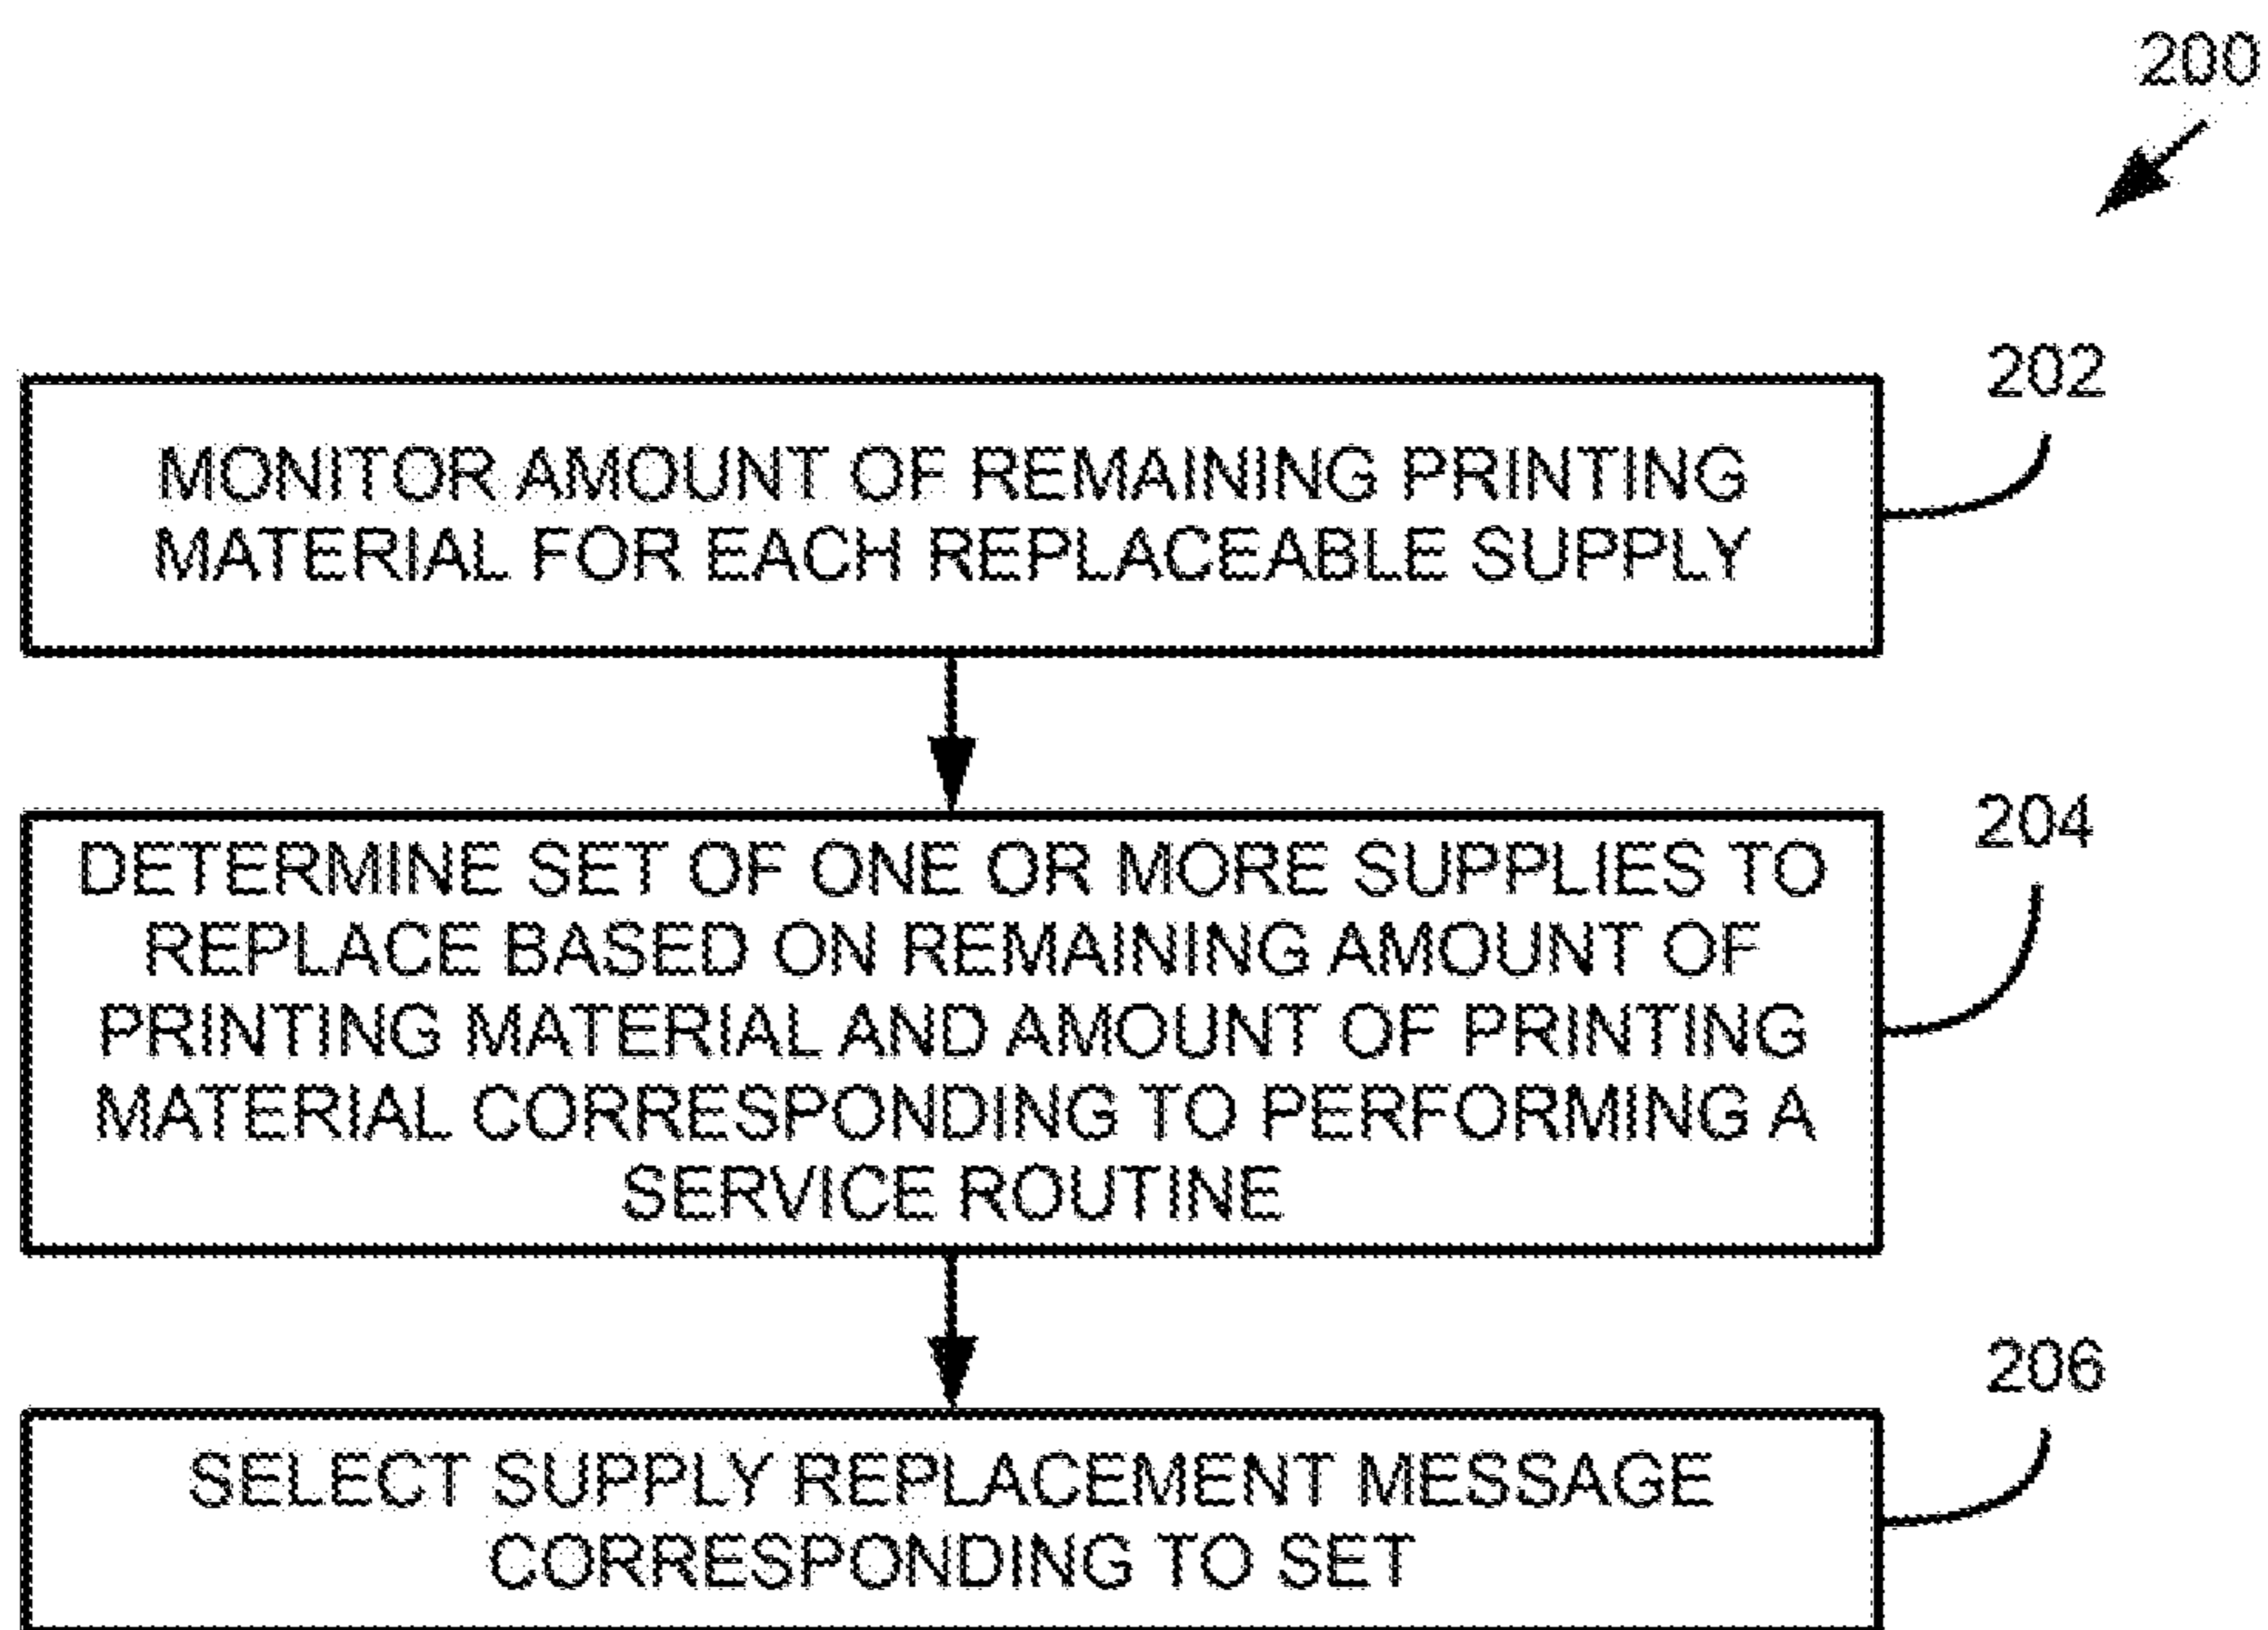 200
202
MONITOR AMOUNT OF REMAINING PRINTING
MATERIAL FOR EACH REPLACEABLE SUPPLY
204
DETERMINE SET OF ONE OR MORE SUPPLIES TO
REPLACE BASED ON REMAINING AMOUNT OF
PRINTING MATERIAL AND AMOUNT OF PRINTING
MATERIAL CORRESPONDING TO PERFORMING A
SERVICE ROUTINE
206
SELECT SUPPLY REPLACEMENT MESSAGE
CORRESPONDING TO SET